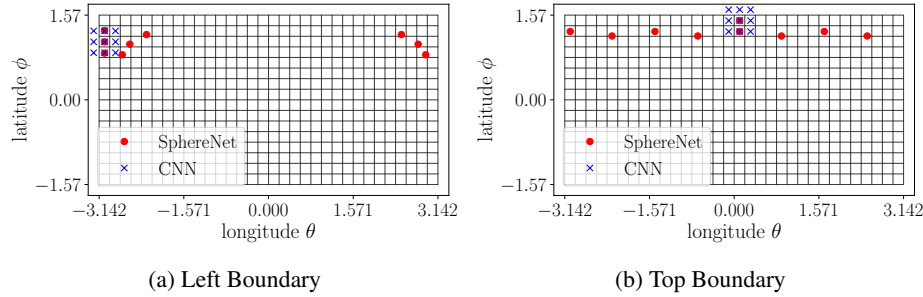 1.57
0.00
−1.57
latitude ϕ
SphereNet
CNN
−3.142 −1.571 0.000 1.571 3.142
longitude θ
(a) Left Boundary
1.57
0.00
−1.57
latitude ϕ
SphereNet
CNN
−3.142 −1.571 0.000 1.571 3.142
longitude θ
(b) Top Boundary